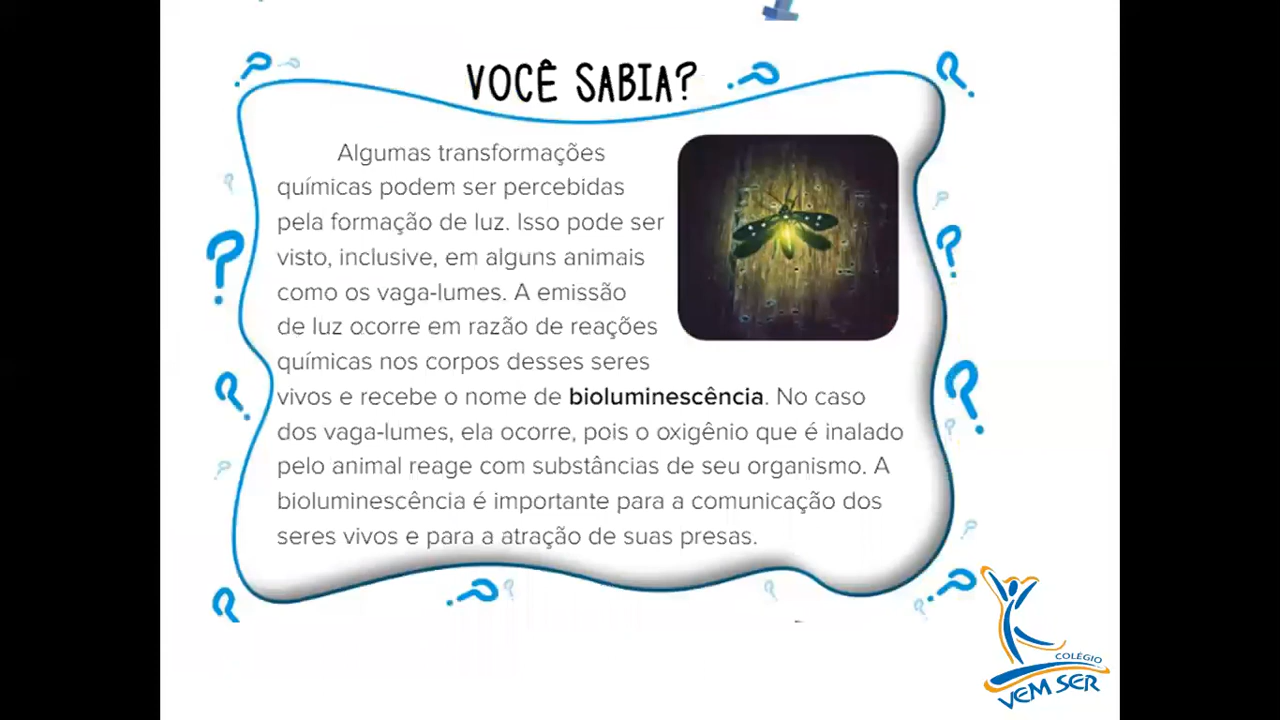 VOCÊ SABIA?
Algumas transformações
químicas podem ser percebidas
pela formação de luz. Isso pode ser
visto, inclusive, em alguns animais
como os vaga-lumes. A emissão
de luz ocorre em razão de reações
químicas nos corpos desses seres
vivos e recebe o nome de bioluminescência. No caso
dos vaga-lumes, ela ocorre, pois o oxigênio que é inalado
pelo animal reage com substâncias de seu organismo. A
bioluminescência é importante para a comunicação dos
seres vivos e para a atração de suas presas.
COLÉGIO
VEM SER